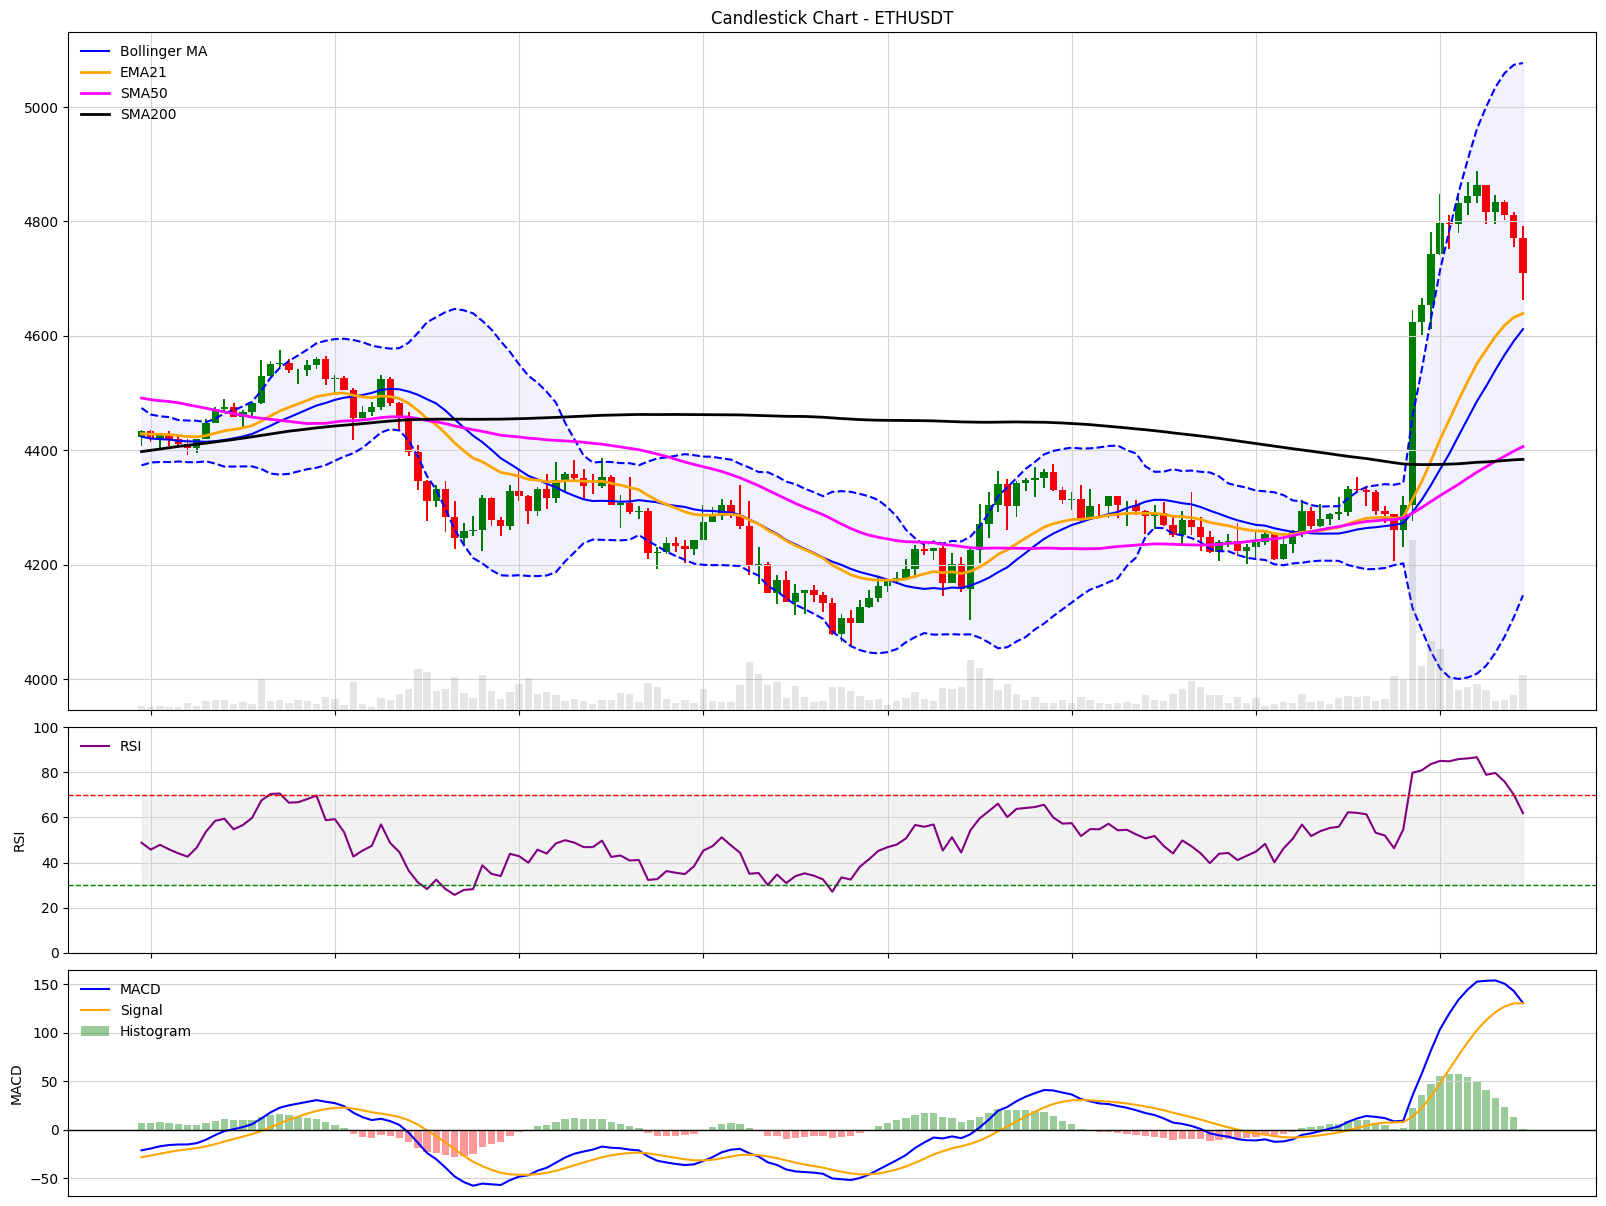 Candlestick Chart - ETHUSDT
Bollinger MA
EMA21
SMA50
SMA200
5000
4800
4600
4400
4200
4000
100
80
60
40
20
0
RSI
RSI
150
100
50
0
−50
MACD
MACD
Signal
Histogram